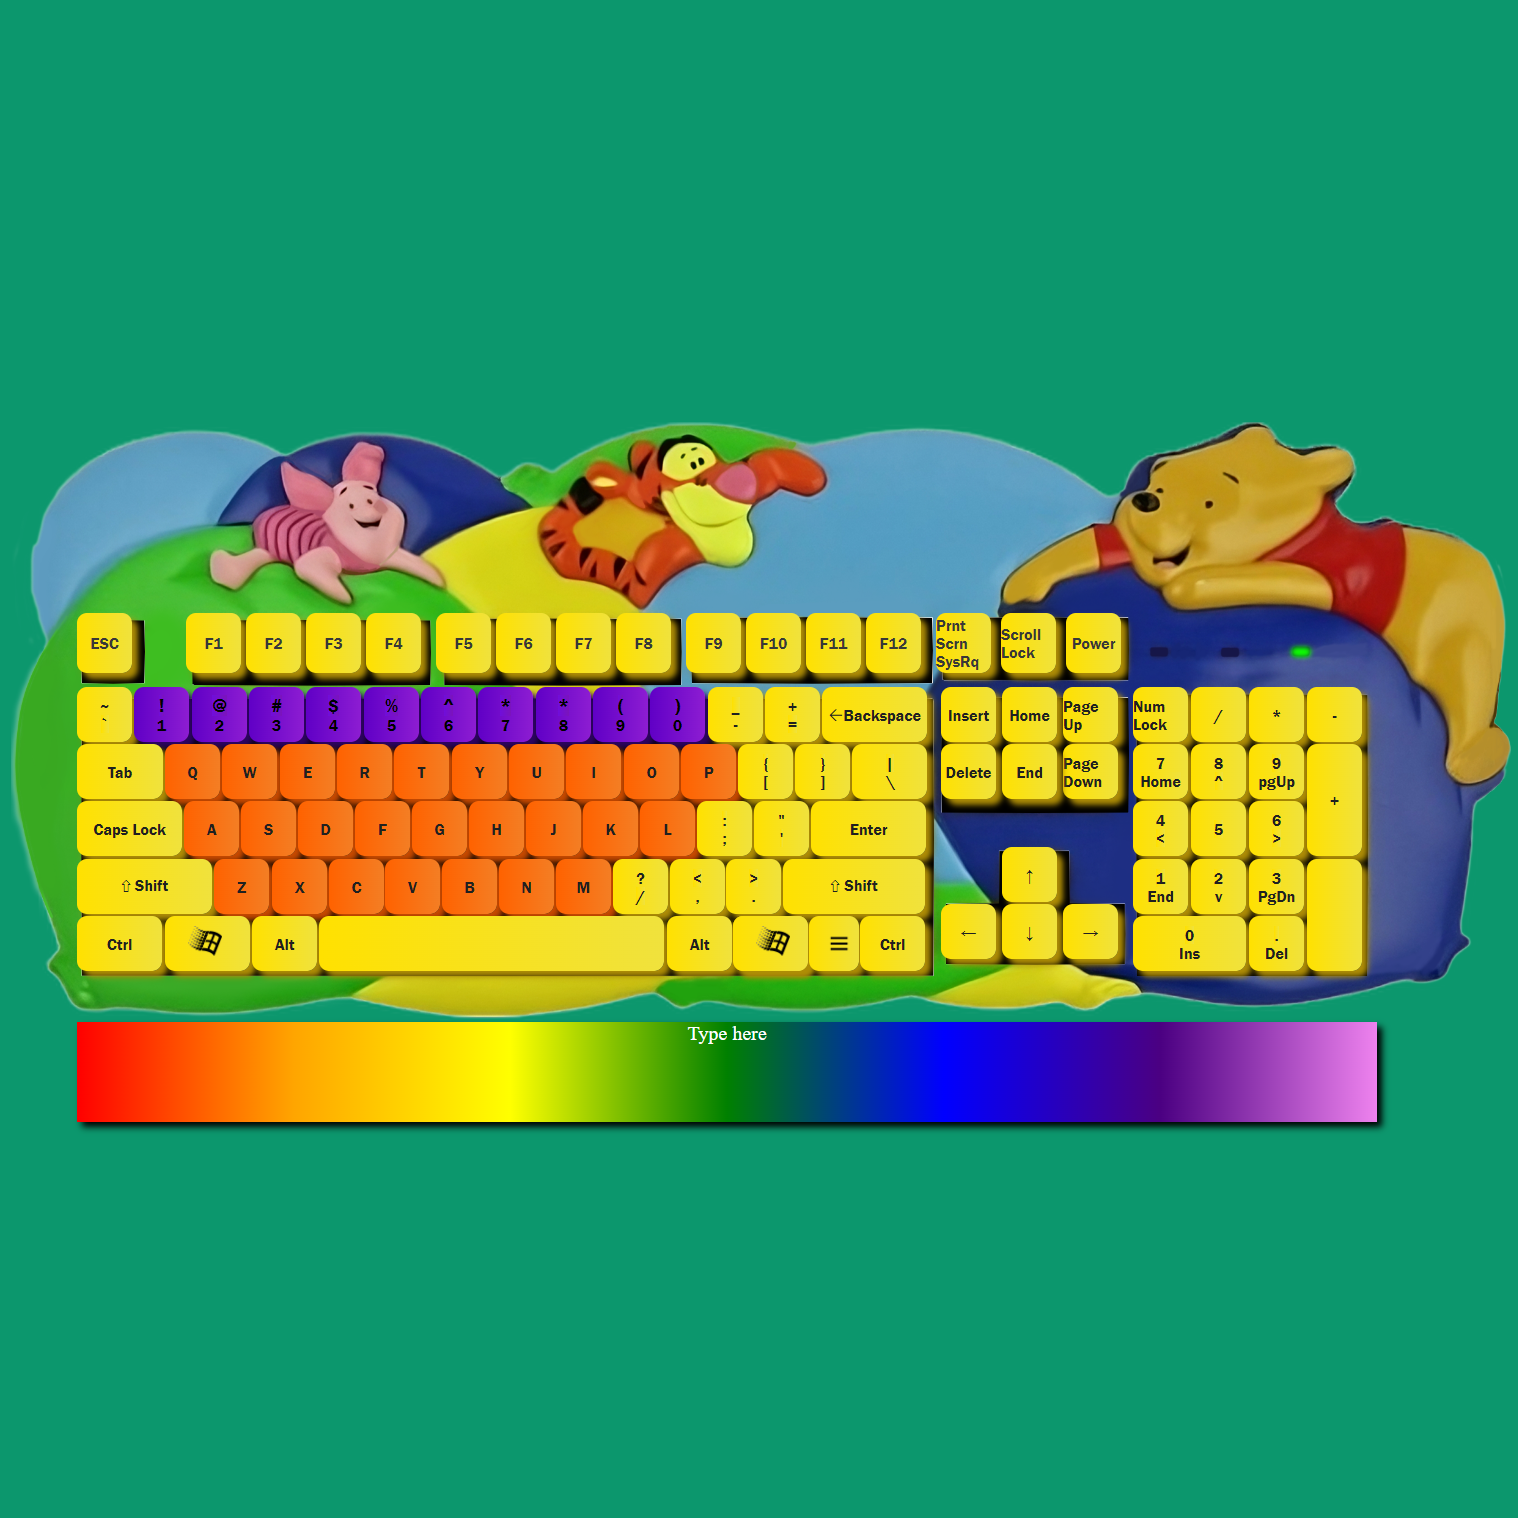 ESC F1 F2 F3 F4 F5 F6 F7 F8 F9 F10 F11 F12 Prnt Scrn SysRq Scroll Lock Power
~ ` ! 1 @ 2 # 3 $ 4 % 5 ^ 6 * 7 * 8 ( 9 ) 0 _ - + = ←Backspace Insert Home Page Up Num Lock / * -
Tab Q W E R T Y U I O P { [ } ] | \ Delete End Page Down 7 Home 8 ^ 9 pgUp +
Caps Lock A S D F G H J K L : ; " ' Enter 4 < 5 6 >
⇧ Shift Z X C V B N M ? / < , > . ⇧ Shift ↑ 1 End 2 v 3 PgDn
Ctrl Alt Alt ☰ Ctrl ← ↓ → 0 Ins . Del
Type here